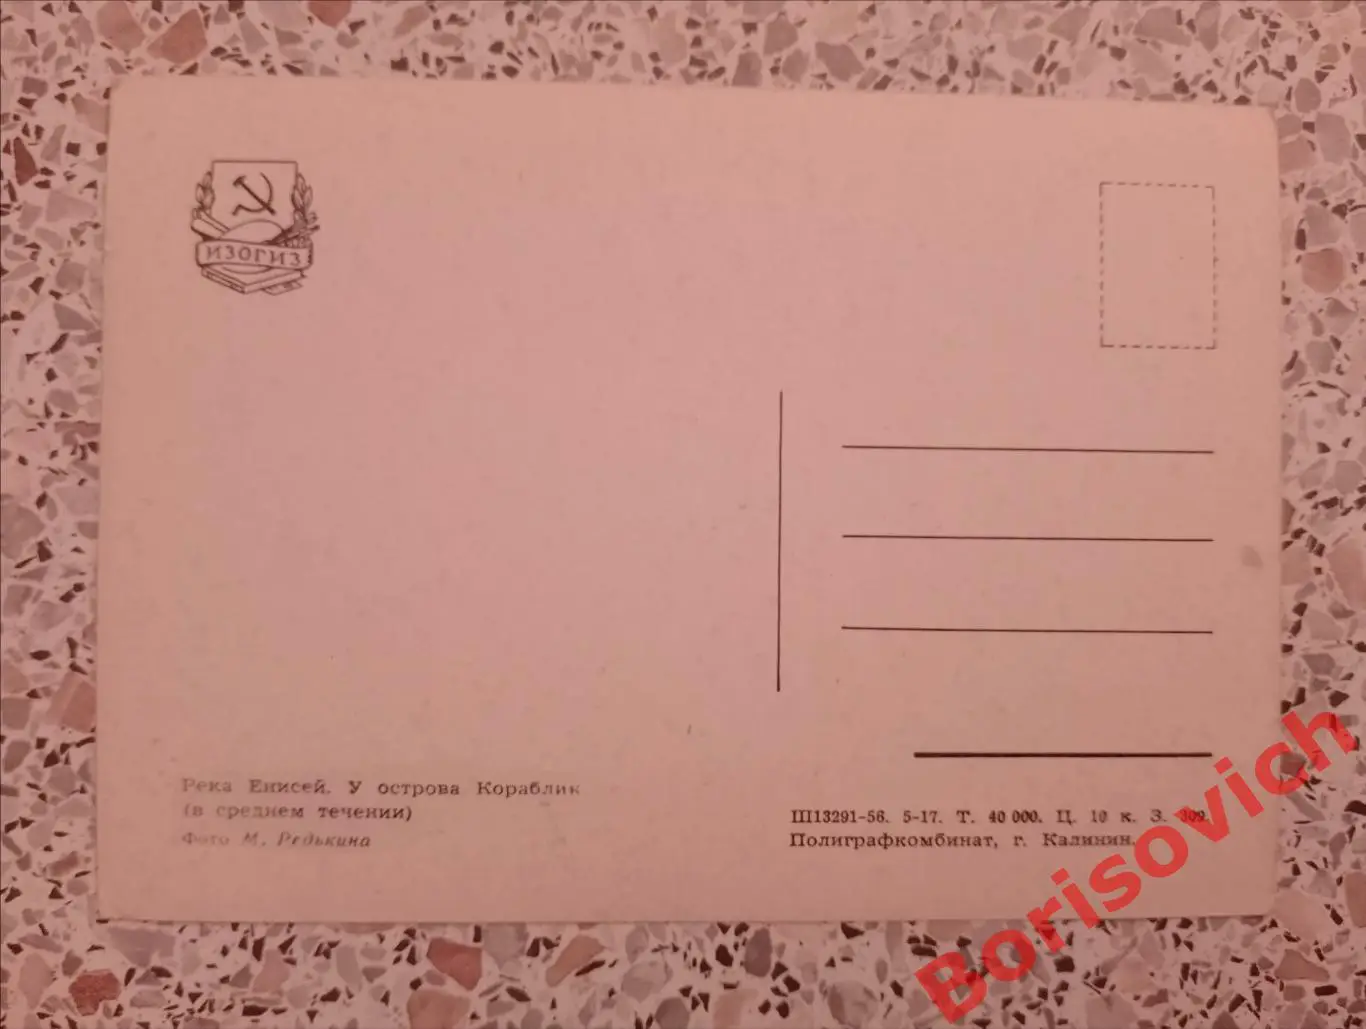 ИЗОГИЗ
Река Енисей. У острова Кораблик
(в среднем течении)
Фото М. Редькина
Ш13291-56. 5-17. Т. 40 000. Ц. 10 к. З. 309.
Полиграфкомбинат, г. Калинин.
Borisovich